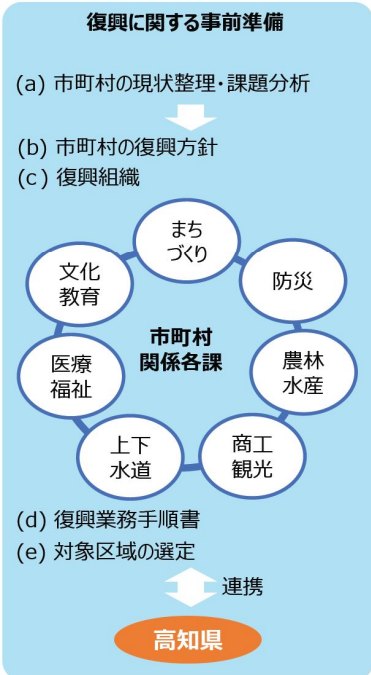 復興に関する事前準備
(a) 市町村の現状整理・課題分析
(b) 市町村の復興方針
(c) 復興組織
まち
づくり
文化
教育
防災
市町村
関係各課
医療
福祉
農林
水産
上下
水道
商工
観光
(d) 復興業務手順書
(e) 対象区域の選定
連携
高知県